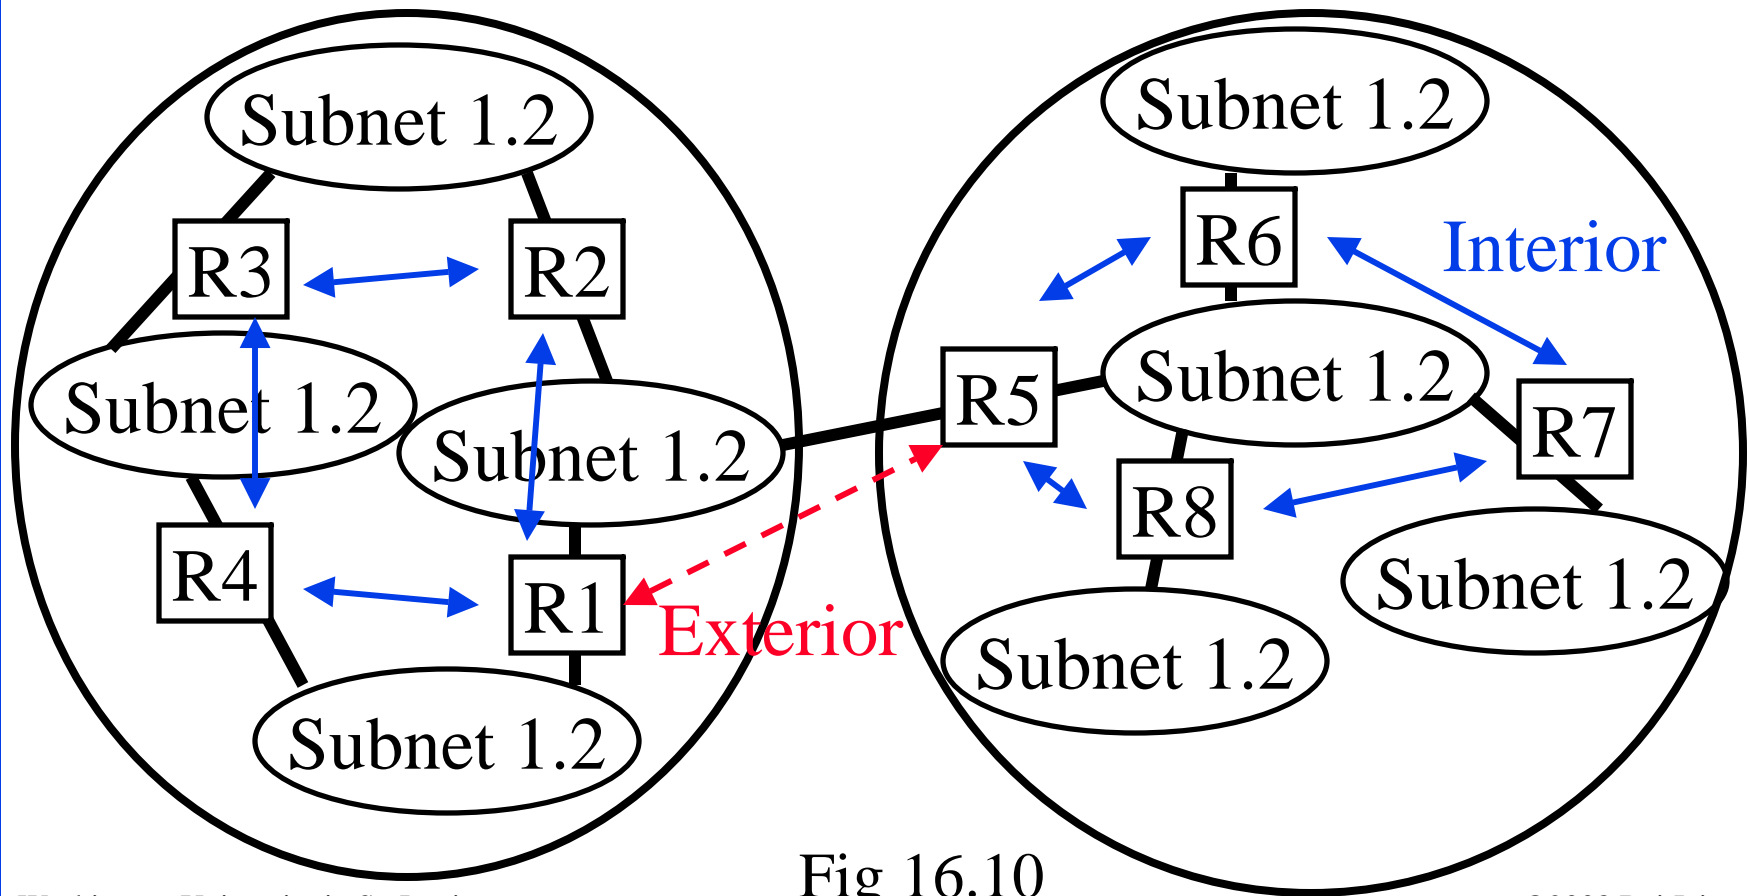 Subnet 1.2
R3
R2
Subnet 1.2
Subnet 1.2
R4
R1
Subnet 1.2
Exterior
Subnet 1.2
R6
Interior
R5
Subnet 1.2
R7
R8
Subnet 1.2
Subnet 1.2
Fig 16.10